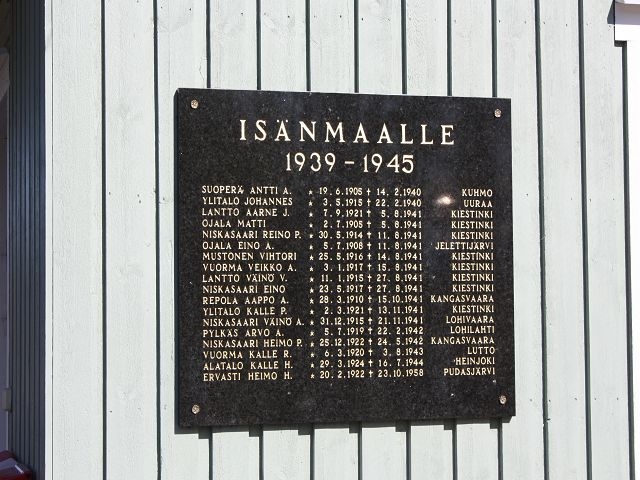 ISÄNMAALLE
1939 - 1945
SUOPERÄ ANTTI A. * 19. 6.1905 ✝ 14. 2.1940 KUHMO
YLITALO JOHANNES * 3. 5.1915 ✝ 22. 2.1940 UURAA
LANTTO AARNE J. * 7. 9.1921 ✝ 5. 8.1941 KIESTINKI
OJALA MATTI * 2. 7.1905 ✝ 5. 8.1941 KIESTINKI
NISKASAARI REINO P. * 30. 5.1914 ✝ 11. 8.1941 KIESTINKI
OJALA EINO A. * 5. 7.1908 ✝ 11. 8.1941 JELETTIJÄRVI
MUSTONEN VIHTORI * 25. 5.1916 ✝ 14. 8.1941 KIESTINKI
VUORMA VEIKKO A. * 3. 1.1917 ✝ 15. 8.1941 KIESTINKI
LANTTO VÄINÖ V. * 11. 1.1915 ✝ 27. 8.1941 KIESTINKI
NISKASAARI EINO * 23. 5.1917 ✝ 27. 8.1941 KIESTINKI
REPOLA AAPPO A. * 28. 3.1910 ✝ 15.10.1941 KANGASVAARA
YLITALO KALLE P. * 2. 3.1921 ✝ 13.11.1941 KIESTINKI
NISKASAARI VÄINÖ A. * 31.12.1915 ✝ 21.11.1941 LOHIVAARA
PYLKÄS ARVO A. * 5. 7.1919 ✝ 22. 2.1942 LOHILAHTI
NISKASAARI HEIMO P. * 25.12.1922 ✝ 24. 5.1942 KANGASVAARA
VUORMA KALLE R. * 6. 3.1920 ✝ 3. 8.1943 LUTTO
ALATALO KALLE H. * 29. 3.1924 ✝ 16. 7.1944 HEINJOKI
ERVASTI HEIMO H. * 20. 2.1922 ✝ 23.10.1958 PUDASJÄRVI